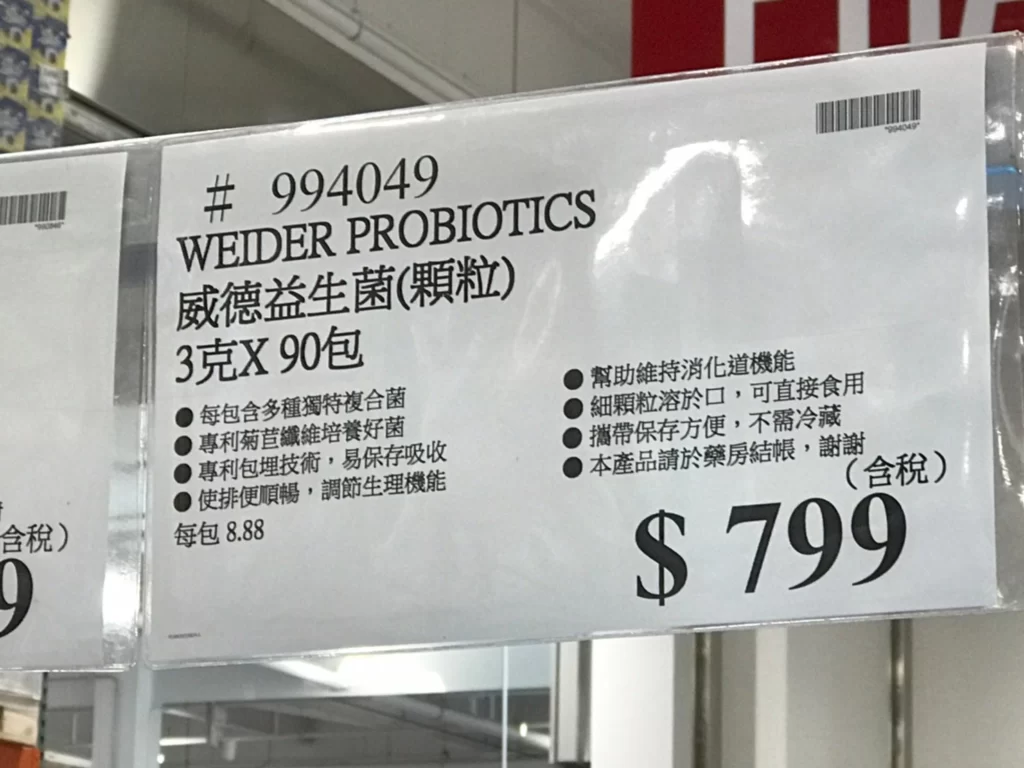 *994049*
# 994049
WEIDER PROBIOTICS
威德益生菌(顆粒)
3克X 90包
● 每包含多種獨特複合菌
● 專利菊苣纖維培養好菌
● 專利包埋技術，易保存吸收
● 使排便順暢，調節生理機能
每包 8.88
● 幫助維持消化道機能
● 細顆粒溶於口，可直接食用
● 攜帶保存方便，不需冷藏
● 本產品請於藥房結帳，謝謝
（含稅）
$ 799
含稅）
9